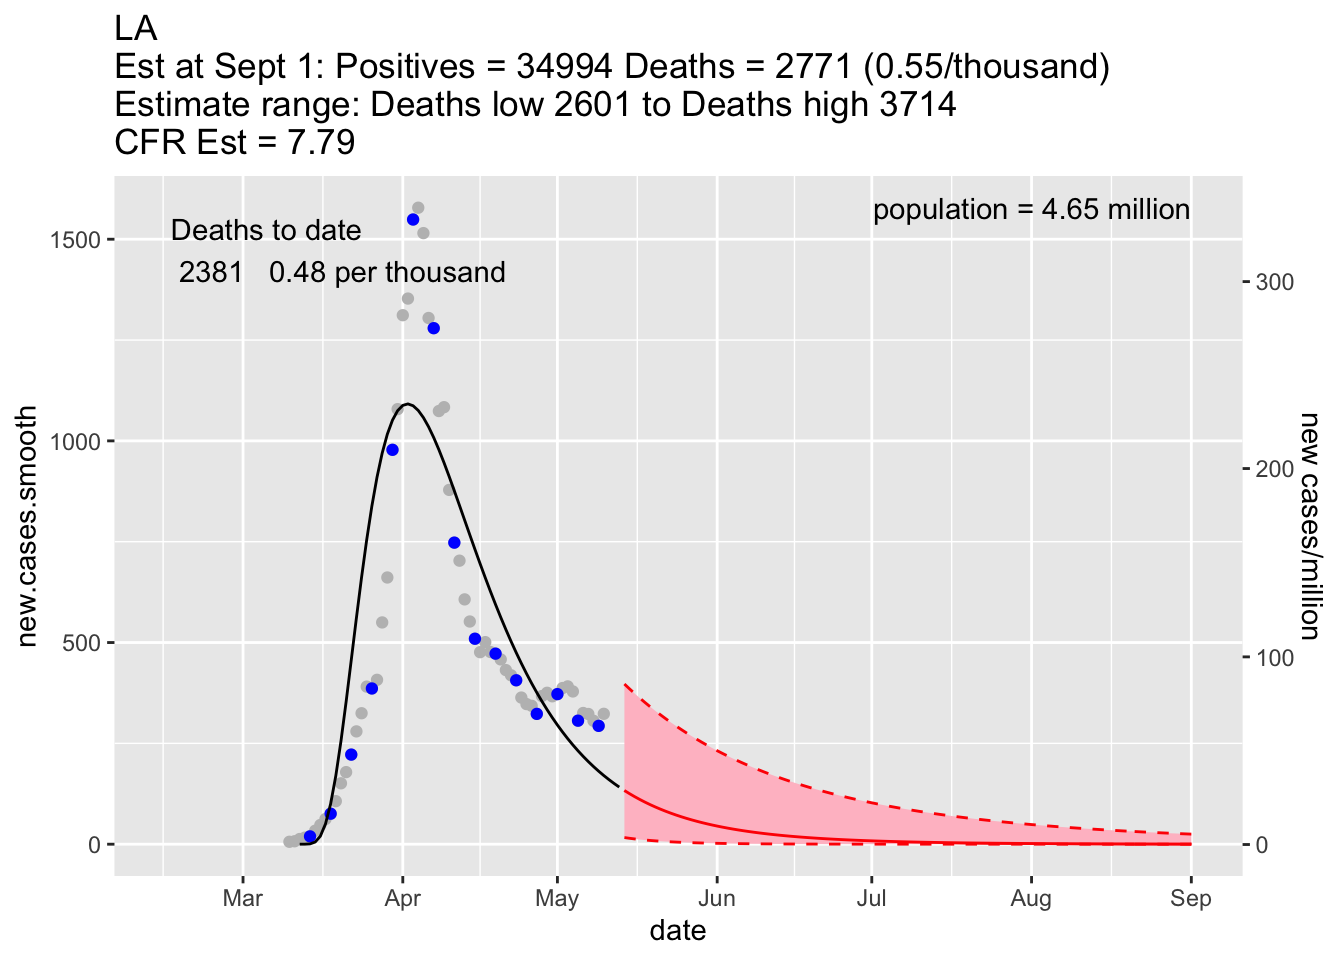 LA
Est at Sept 1: Positives = 34994 Deaths = 2771 (0.55/thousand)
Estimate range: Deaths low 2601 to Deaths high 3714
CFR Est = 7.79
population = 4.65 million
Deaths to date
2381 0.48 per thousand
1500
1000
500
0
new.cases.smooth
300
200
100
0
new cases/million
Mar Apr May Jun Jul Aug Sep
date